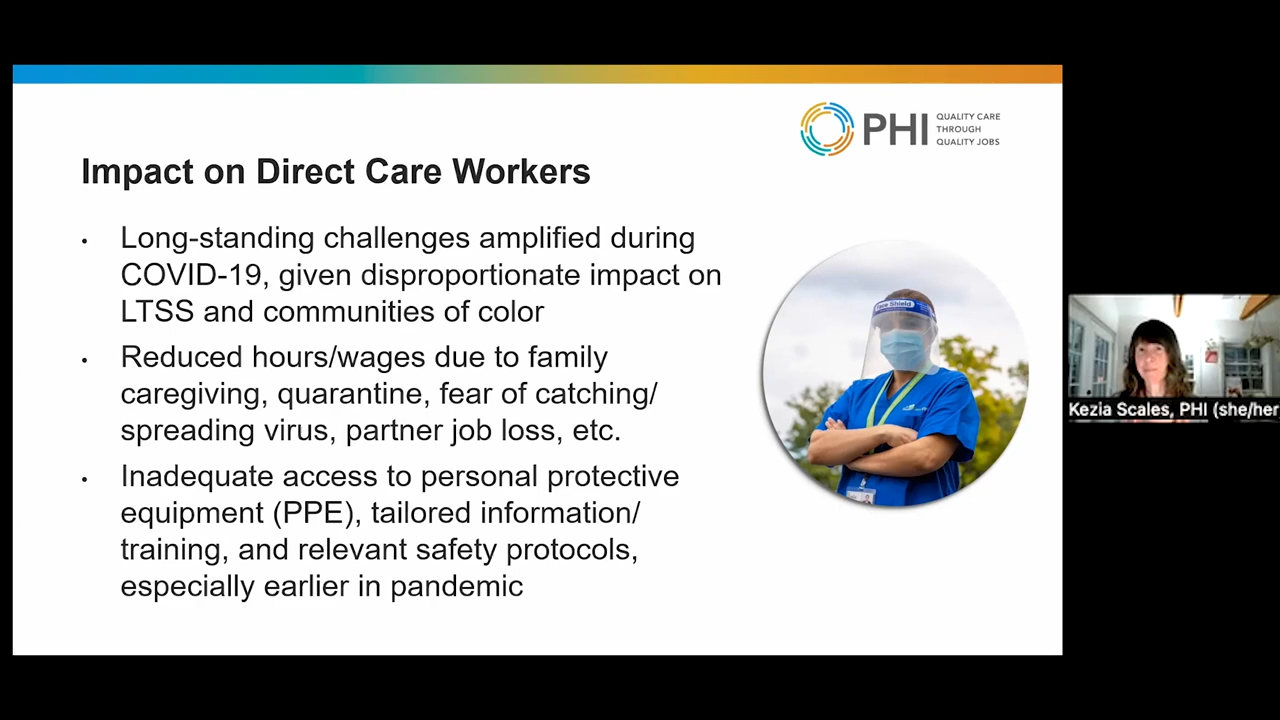 PHI
QUALITY CARE
THROUGH
QUALITY JOBS
Impact on Direct Care Workers
• Long-standing challenges amplified during
COVID-19, given disproportionate impact on
LTSS and communities of color
• Reduced hours/wages due to family
caregiving, quarantine, fear of catching/
spreading virus, partner job loss, etc.
• Inadequate access to personal protective
equipment (PPE), tailored information/
training, and relevant safety protocols,
especially earlier in pandemic
Face Shield
Kezia Scales, PHI (she/her